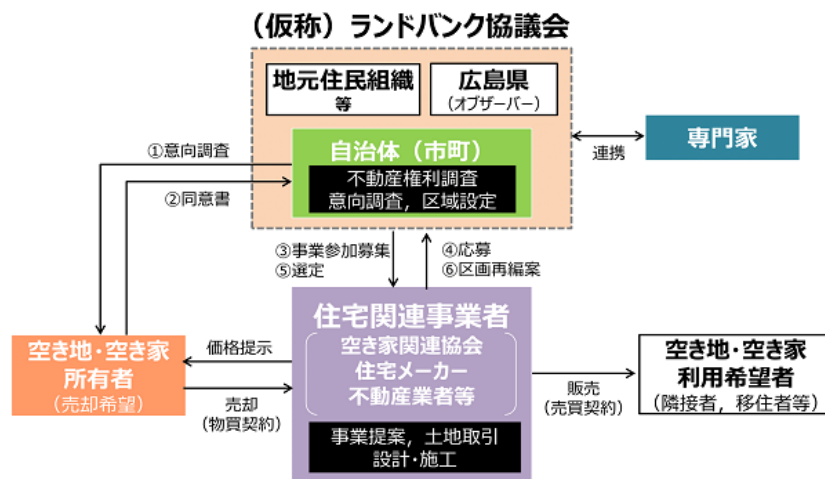 （仮称）ランドバンク協議会
地元住民組織
等
広島県
（オブザーバー）
自治体（市町）
不動産権利調査
意向調査，区域設定
連携
専門家
①意向調査
②同意書
③事業参加募集
⑤選定
④応募
⑥区画再編案
住宅関連事業者
空き家関連協会
住宅メーカー
不動産業者等
事業提案，土地取引
設計・施工
空き地・空き家
所有者
（売却希望）
価格提示
売却
（物買契約）
販売
（売買契約）
空き地・空き家
利用希望者
（隣接者，移住者等）